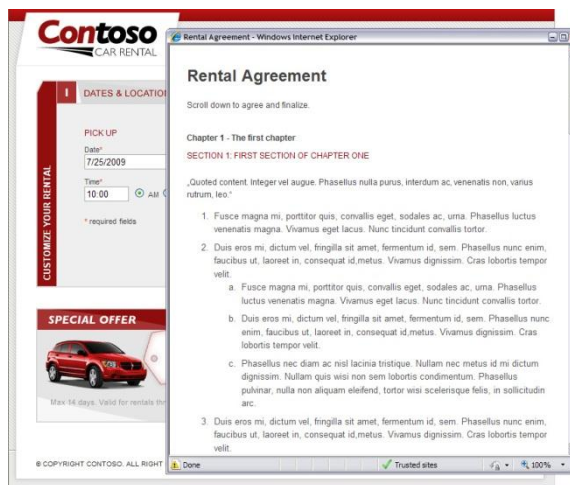 Contoso
CAR RENTAL
I DATES & LOCATIO
CUSTOMIZE YOUR RENTAL
PICK UP
Date*
7/25/2009
Time*
10:00 AM
* required fields
SPECIAL OFFER
Max 14 days. Valid for rentals thr
© COPYRIGHT CONTOSO. ALL RIGHT
Rental Agreement - Windows Internet Explorer
Rental Agreement
Scroll down to agree and finalize.
Chapter 1 - The first chapter
SECTION 1: FIRST SECTION OF CHAPTER ONE
„Quoted content. Integer vel augue. Phasellus nulla purus, interdum ac, venenatis non, varius
rutrum, leo.“
1. Fusce magna mi, porttitor quis, convallis eget, sodales ac, urna. Phasellus luctus
venenatis magna. Vivamus eget lacus. Nunc tincidunt convallis tortor.
2. Duis eros mi, dictum vel, fringilla sit amet, fermentum id, sem. Phasellus nunc enim,
faucibus ut, laoreet in, consequat id,metus. Vivamus dignissim. Cras lobortis tempor
velit.
a. Fusce magna mi, porttitor quis, convallis eget, sodales ac, urna. Phasellus
luctus venenatis magna. Vivamus eget lacus. Nunc tincidunt convallis tortor.
b. Duis eros mi, dictum vel, fringilla sit amet, fermentum id, sem. Phasellus nunc
enim, faucibus ut, laoreet in, consequat id,metus. Vivamus dignissim. Cras
lobortis tempor velit.
c. Phasellus nec diam ac nisl lacinia tristique. Nullam nec metus id mi dictum
dignissim. Nullam quis wisi non sem lobortis condimentum. Phasellus
pulvinar, nulla non aliquam eleifend, tortor wisi scelerisque felis, in sollicitudin
arc.
3. Duis eros mi, dictum vel, fringilla sit amet, fermentum id, sem. Phasellus nunc enim,
faucibus ut, laoreet in, consequat id,metus. Vivamus dignissim. Cras lobortis tempor
velit.
Done
Trusted sites
100%